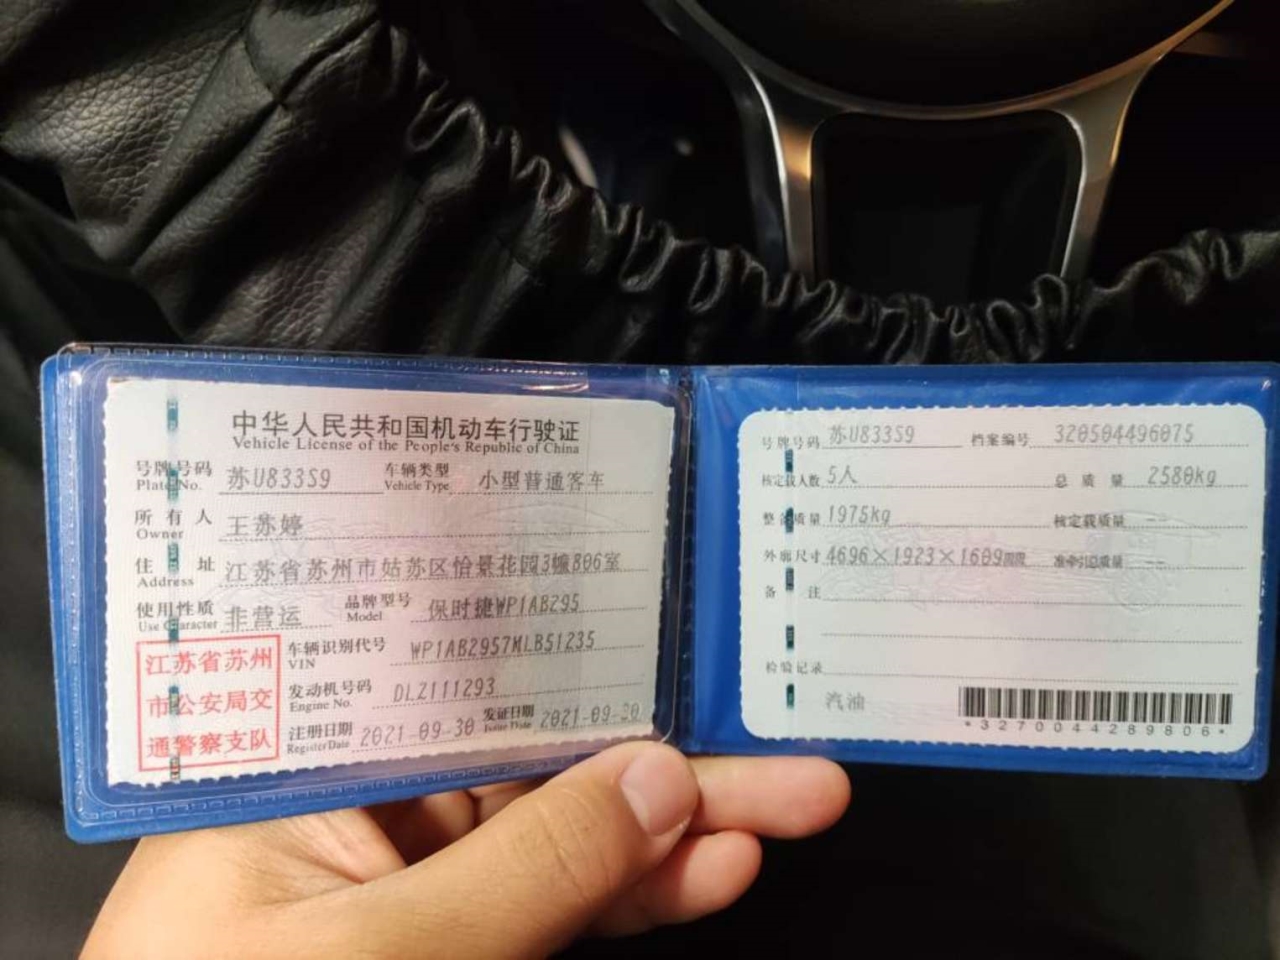 中华人民共和国机动车行驶证
Vehicle License of the People's Republic of China
号牌号码 苏U833S9 车辆类型 小型普通客车
Plate No. Vehicle Type
所有人 王苏婷
Owner
住址 江苏省苏州市姑苏区怡景花园3幢806室
Address
使用性质 非营运 品牌型号 保时捷WP1AB295
Use Character Model
江苏省苏州
市公安局交
通警察支队
车辆识别代号 WP1AB2957MLB51235
VIN
发动机号码 DLZ111293
Engine No.
注册日期 2021-09-30 发证日期 2021-09-30
Register Date Issue Date
号牌号码 苏U833S9 档案编号 320504496075
核定载人数 5人 总质量 2580kg
整备质量 1975kg 核定载质量 --
外廓尺寸 4696×1923×1609mm 准牵引总质量 --
备注
检验记录
汽油
*3270044289806*